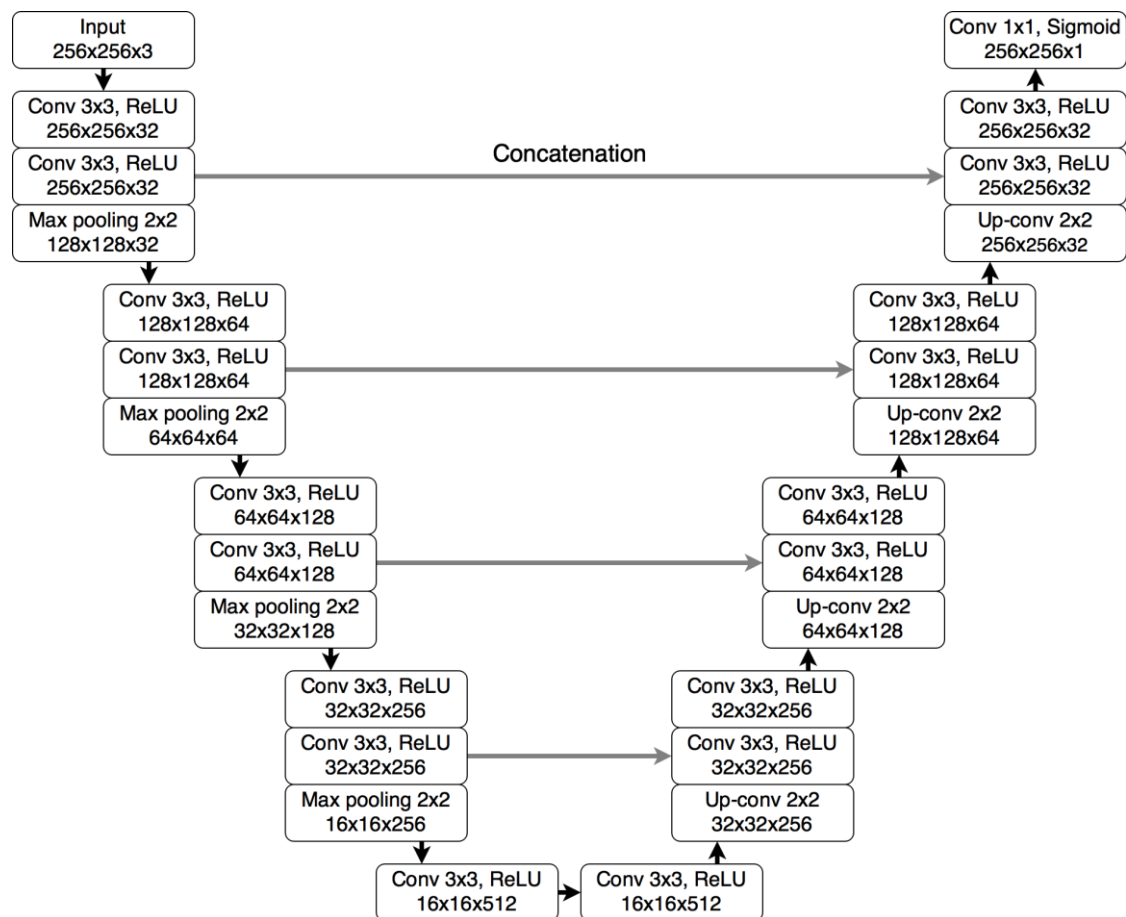 Input
256x256x3
Conv 3x3, ReLU
256x256x32
Conv 3x3, ReLU
256x256x32
Max pooling 2x2
128x128x32
Conv 3x3, ReLU
128x128x64
Conv 3x3, ReLU
128x128x64
Max pooling 2x2
64x64x64
Conv 3x3, ReLU
64x64x128
Conv 3x3, ReLU
64x64x128
Max pooling 2x2
32x32x128
Conv 3x3, ReLU
32x32x256
Conv 3x3, ReLU
32x32x256
Max pooling 2x2
16x16x256
Conv 3x3, ReLU
16x16x512
Conv 3x3, ReLU
16x16x512
Concatenation
Conv 1x1, Sigmoid
256x256x1
Conv 3x3, ReLU
256x256x32
Conv 3x3, ReLU
256x256x32
Up-conv 2x2
256x256x32
Conv 3x3, ReLU
128x128x64
Conv 3x3, ReLU
128x128x64
Up-conv 2x2
128x128x64
Conv 3x3, ReLU
64x64x128
Conv 3x3, ReLU
64x64x128
Up-conv 2x2
64x64x128
Conv 3x3, ReLU
32x32x256
Conv 3x3, ReLU
32x32x256
Up-conv 2x2
32x32x256